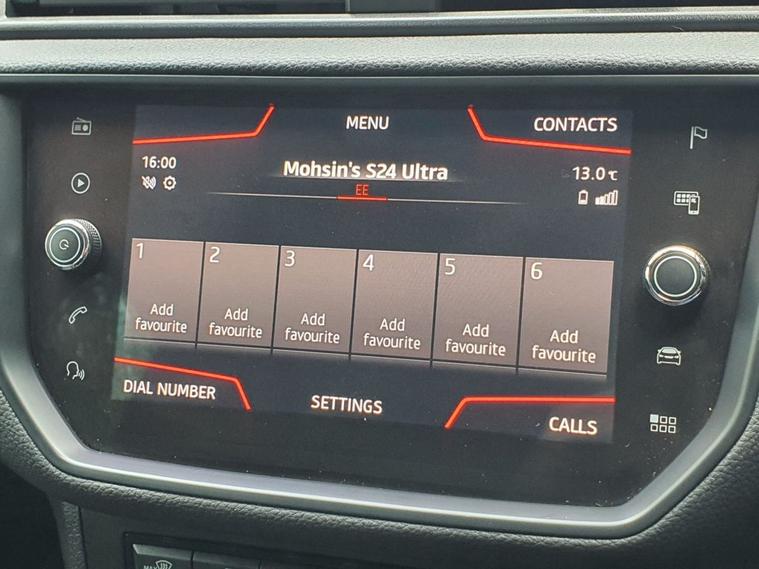 MENU
CONTACTS
16:00
Mohsin's S24 Ultra
13.0 °C
EE
1
2
3
4
5
6
Add favourite
Add favourite
Add favourite
Add favourite
Add favourite
Add favourite
DIAL NUMBER
SETTINGS
CALLS
MAX